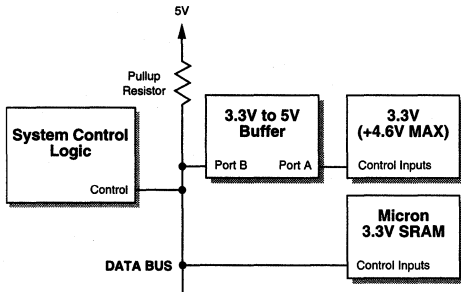 5V
Pullup
Resistor
System Control
Logic
Control
3.3V to 5V
Buffer
Port B
Port A
3.3V
(+4.6V MAX)
Control Inputs
Micron
3.3V SRAM
Control Inputs
DATA BUS